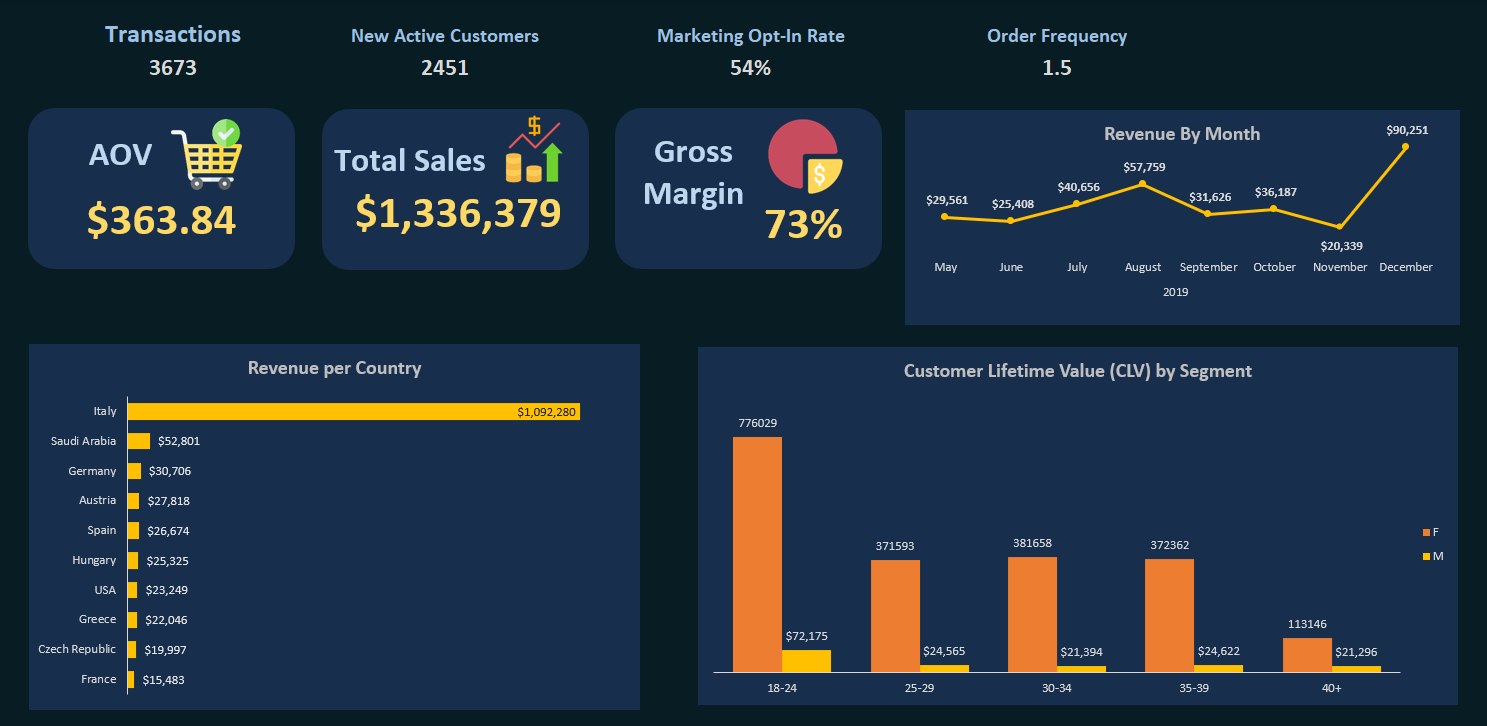 Transactions
3673
New Active Customers
2451
Marketing Opt-In Rate
54%
Order Frequency
1.5
AOV
$363.84
$
Total Sales
$1,336,379
Gross
Margin
$
73%
Revenue By Month
$29,561
$25,408
$40,656
$57,759
$31,626
$36,187
$20,339
$90,251
May June July August September October November December
2019
Revenue per Country
Italy $1,092,280
Saudi Arabia $52,801
Germany $30,706
Austria $27,818
Spain $26,674
Hungary $25,325
USA $23,249
Greece $22,046
Czech Republic $19,997
France $15,483
Customer Lifetime Value (CLV) by Segment
776029
$72,175
371593
$24,565
381658
$21,394
372362
$24,622
113146
$21,296
18-24 25-29 30-34 35-39 40+
F
M